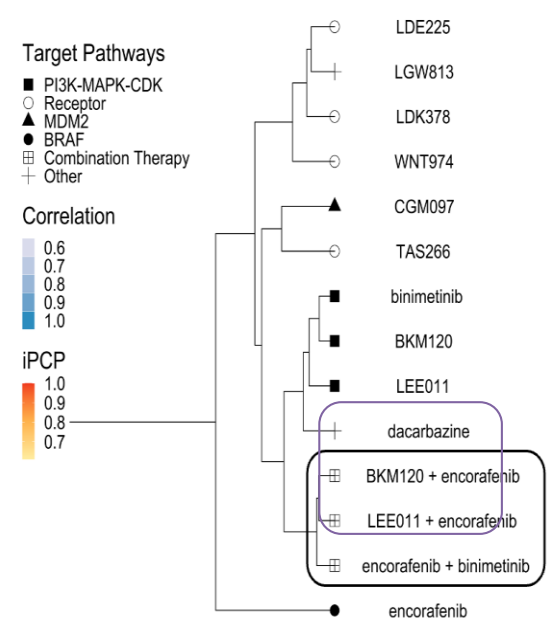 Target Pathways
PI3K-MAPK-CDK
Receptor
MDM2
BRAF
Combination Therapy
Other
Correlation
0.6
0.7
0.8
0.9
1.0
iPCP
1.0
0.9
0.8
0.7
LDE225
LGW813
LDK378
WNT974
CGM097
TAS266
binimetinib
BKM120
LEE011
dacarbazine
BKM120 + encorafenib
LEE011 + encorafenib
encorafenib + binimetinib
encorafenib